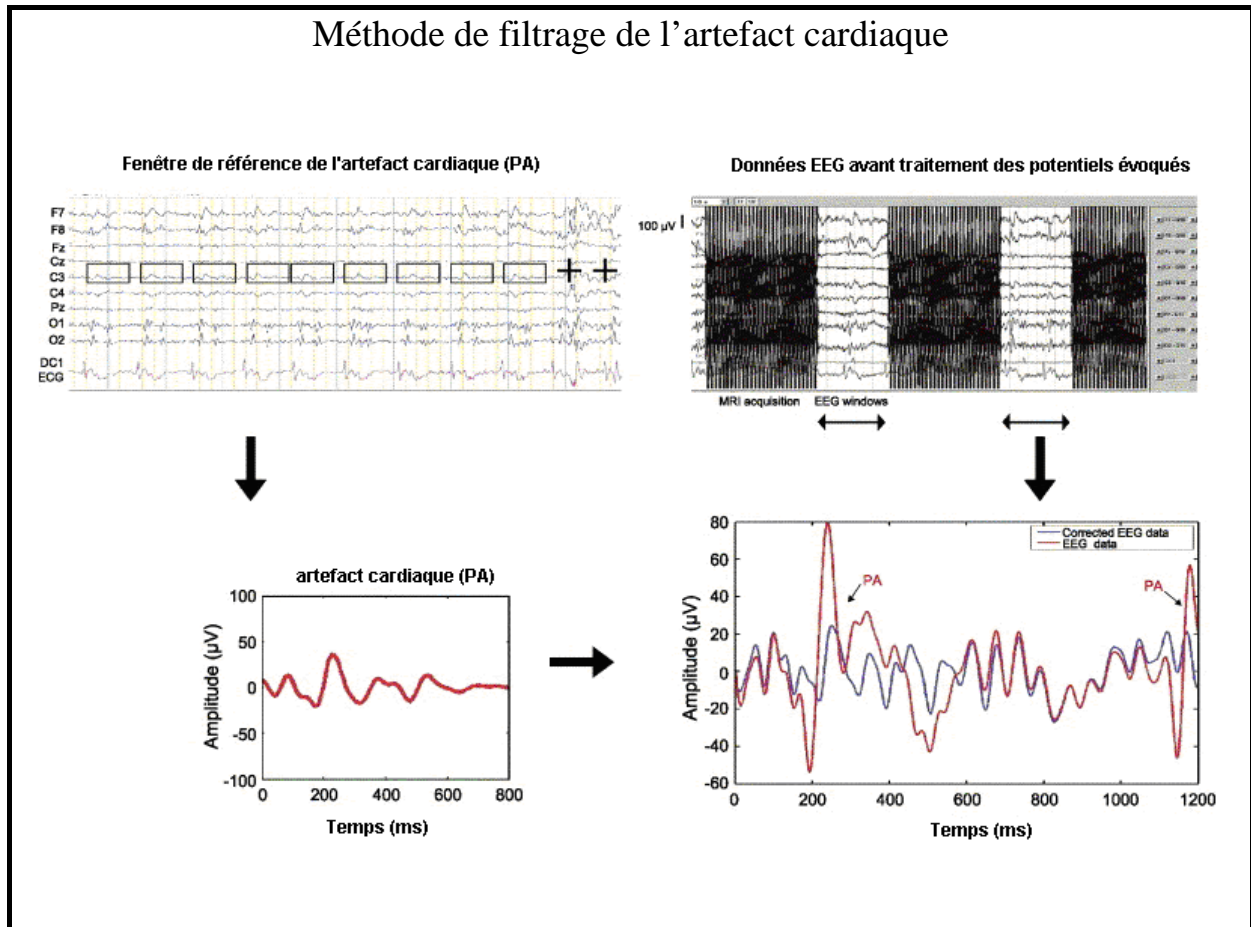 Méthode de filtrage de l’artefact cardiaque
Fenêtre de référence de l'artefact cardiaque (PA)
F7
F8
Fz
Cz
C3
C4
Pz
O1
O2
DC1
ECG
Données EEG avant traitement des potentiels évoqués
100 µV
MRI acquisition EEG windows
artefact cardiaque (PA)
Amplitude (µV)
100
50
0
-50
-100
0 200 400 600 800
Temps (ms)
Corrected EEG data
EEG data
PA
PA
Amplitude (µV)
80
60
40
20
0
-20
-40
-60
0 200 400 600 800 1000 1200
Temps (ms)